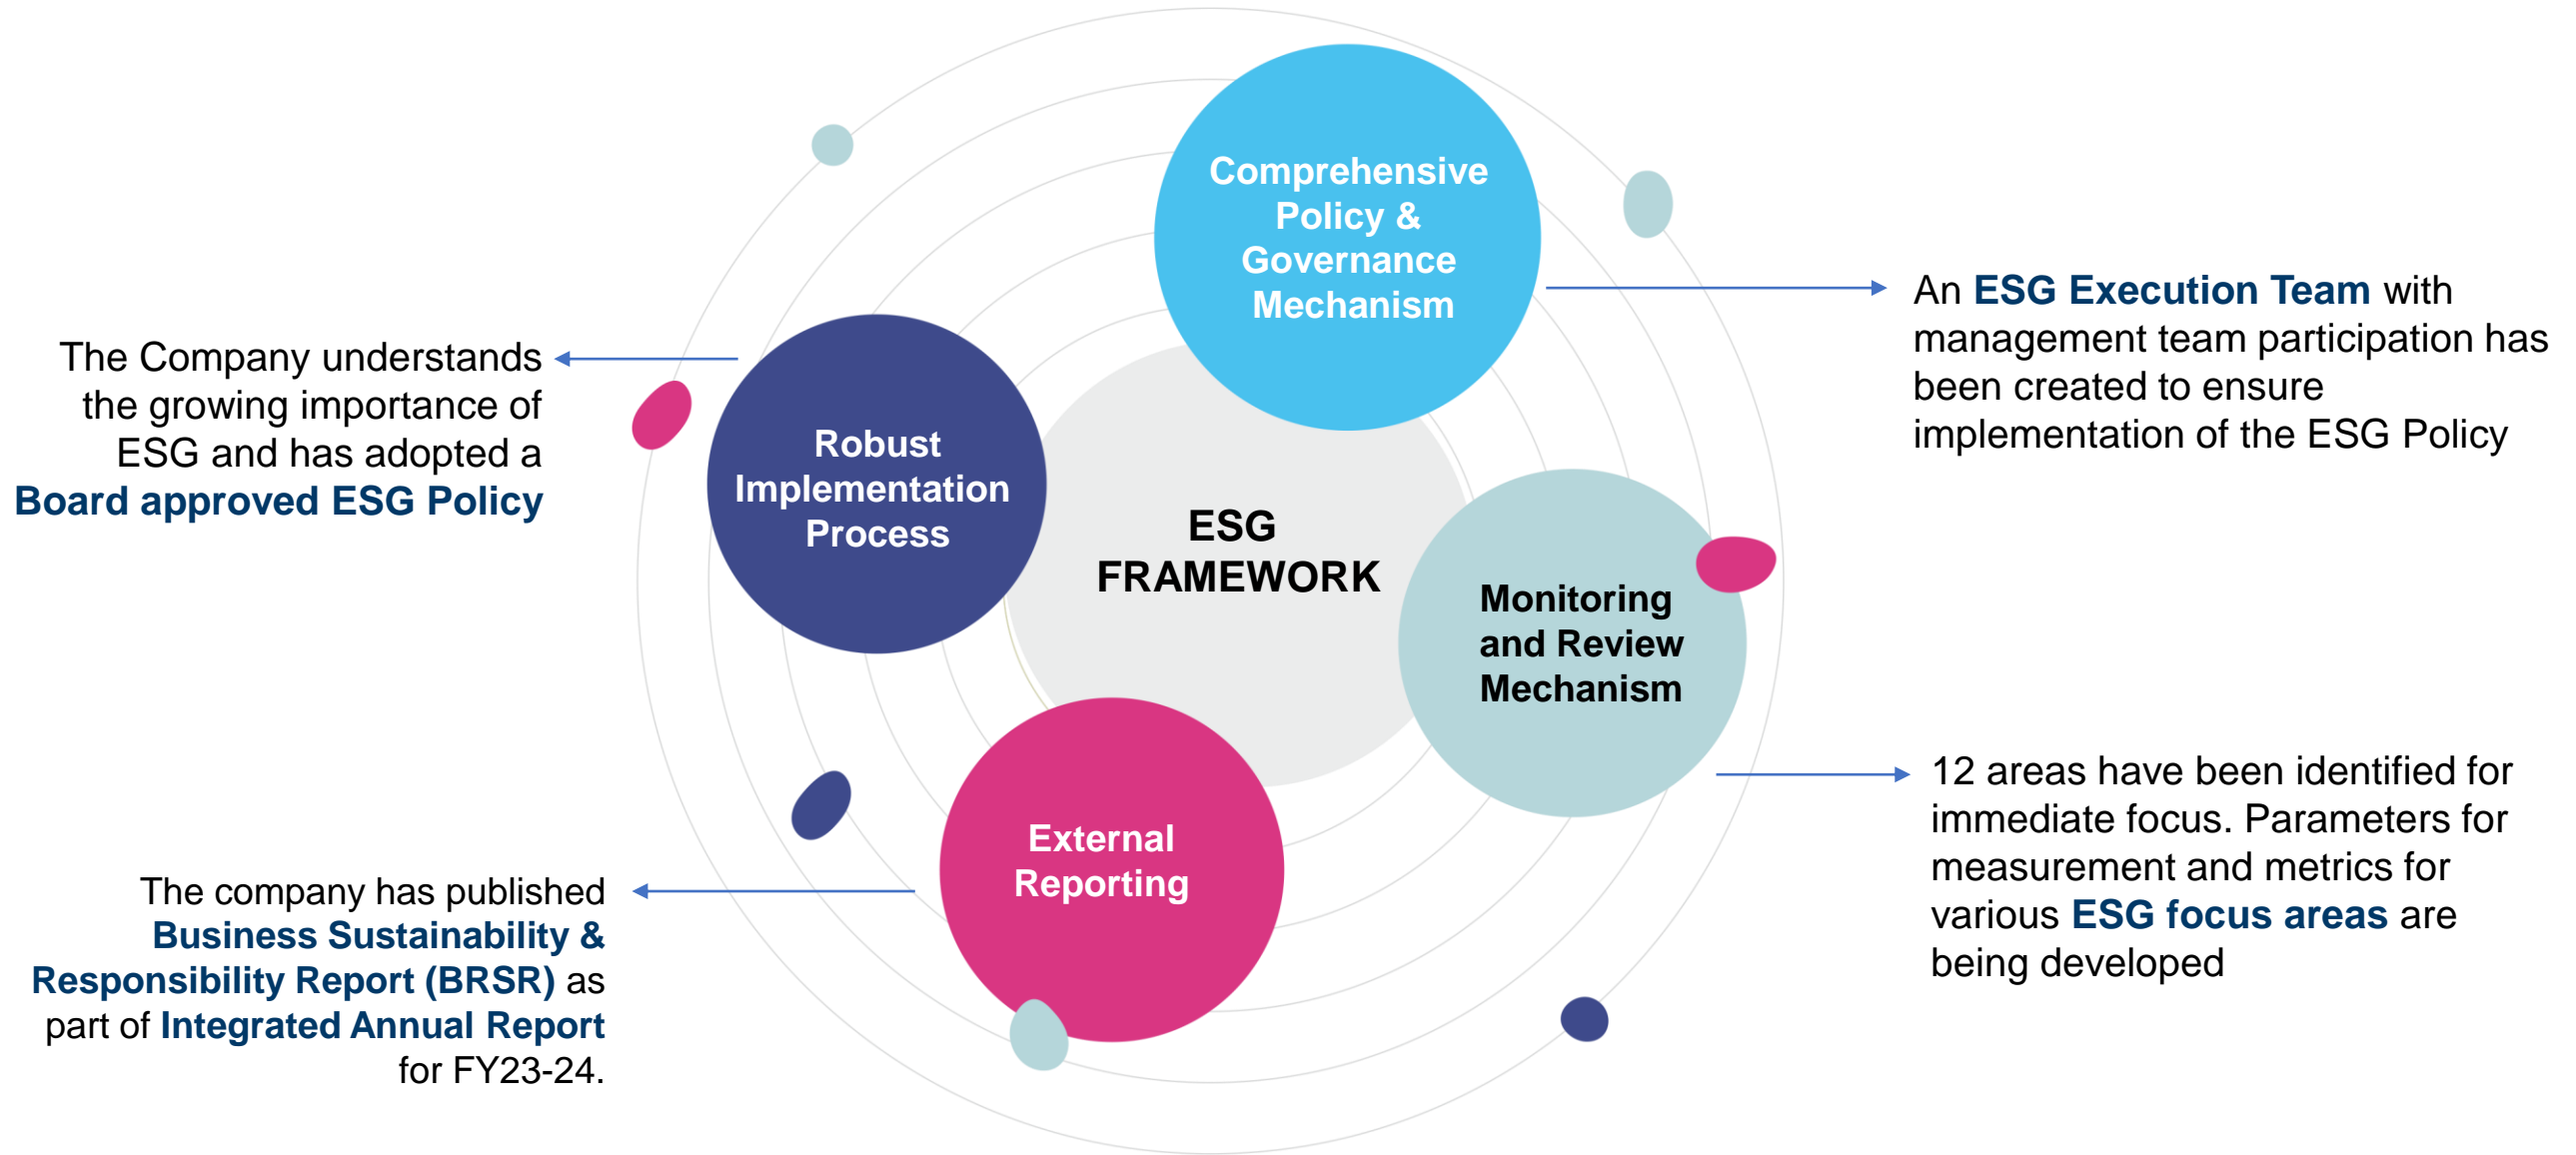 Comprehensive
Policy &
Governance
Mechanism
An ESG Execution Team with
management team participation has
been created to ensure
implementation of the ESG Policy
The Company understands
the growing importance of
ESG and has adopted a
Board approved ESG Policy
Robust
Implementation
Process
ESG
FRAMEWORK
Monitoring
and Review
Mechanism
12 areas have been identified for
immediate focus. Parameters for
measurement and metrics for
various ESG focus areas are
being developed
External
Reporting
The company has published
Business Sustainability &
Responsibility Report (BRSR) as
part of Integrated Annual Report
for FY23-24.